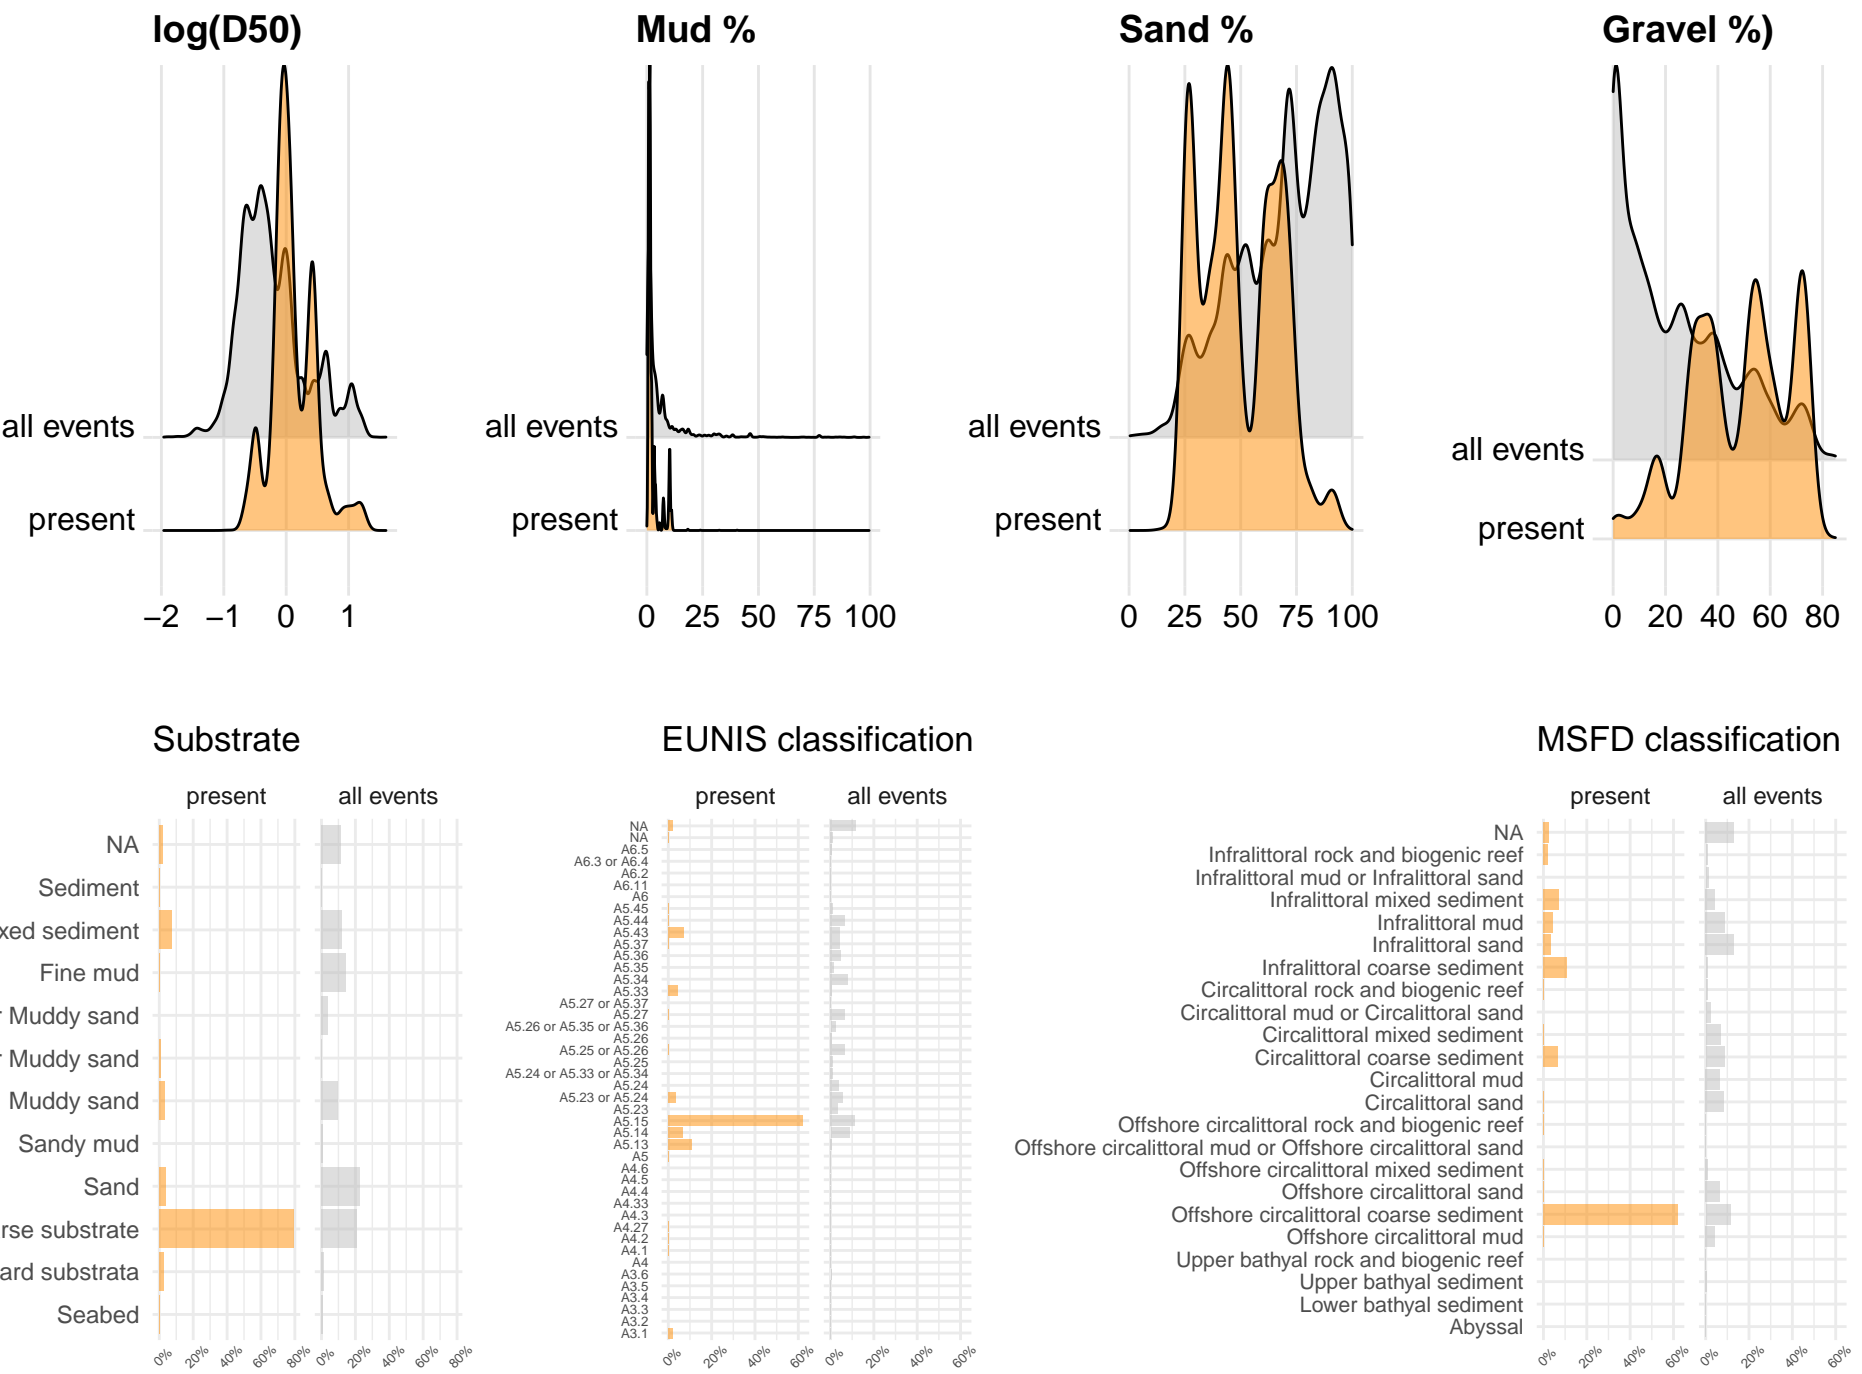 log(D50) Mud % Sand % Gravel %)
all events all events all events all events
present present present present
−2 −1 0 1 0 25 50 75 100 0 25 50 75 100 0 20 40 60 80
Substrate
present all events
NA
Sediment
xed sediment
Fine mud
r Muddy sand
r Muddy sand
Muddy sand
Sandy mud
Sand
rse substrate
ard substrata
Seabed
0% 20% 40% 60% 80% 0% 20% 40% 60% 80%
EUNIS classification
present all events
NA
NA
A6.5
A6.3 or A6.4
A6.2
A6.11
A6
A5.45
A5.44
A5.43
A5.37
A5.36
A5.35
A5.34
A5.33
A5.27 or A5.37
A5.27
A5.26 or A5.35 or A5.36
A5.26
A5.25 or A5.26
A5.25
A5.24 or A5.33 or A5.34
A5.24
A5.23 or A5.24
A5.23
A5.15
A5.14
A5.13
A5
A4.6
A4.5
A4.4
A4.33
A4.3
A4.27
A4.2
A4.1
A4
A3.6
A3.5
A3.4
A3.3
A3.2
A3.1
0% 20% 40% 60% 0% 20% 40% 60%
MSFD classification
present all events
NA
Infralittoral rock and biogenic reef
Infralittoral mud or Infralittoral sand
Infralittoral mixed sediment
Infralittoral mud
Infralittoral sand
Infralittoral coarse sediment
Circalittoral rock and biogenic reef
Circalittoral mud or Circalittoral sand
Circalittoral mixed sediment
Circalittoral coarse sediment
Circalittoral mud
Circalittoral sand
Offshore circalittoral rock and biogenic reef
Offshore circalittoral mud or Offshore circalittoral sand
Offshore circalittoral mixed sediment
Offshore circalittoral sand
Offshore circalittoral coarse sediment
Offshore circalittoral mud
Upper bathyal rock and biogenic reef
Upper bathyal sediment
Lower bathyal sediment
Abyssal
0% 20% 40% 60% 0% 20% 40% 60%